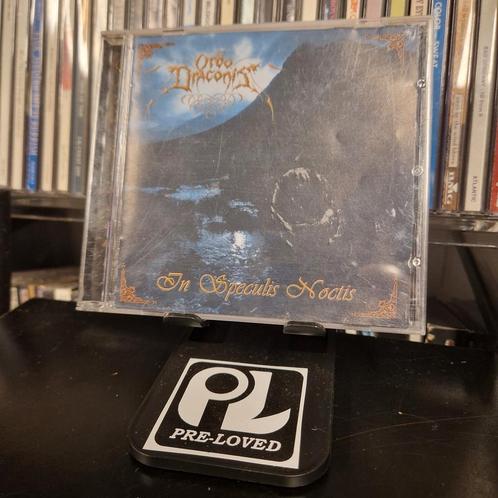 Ordo
Draconis
In Speculis Noctis
PL
PRE-LOVED